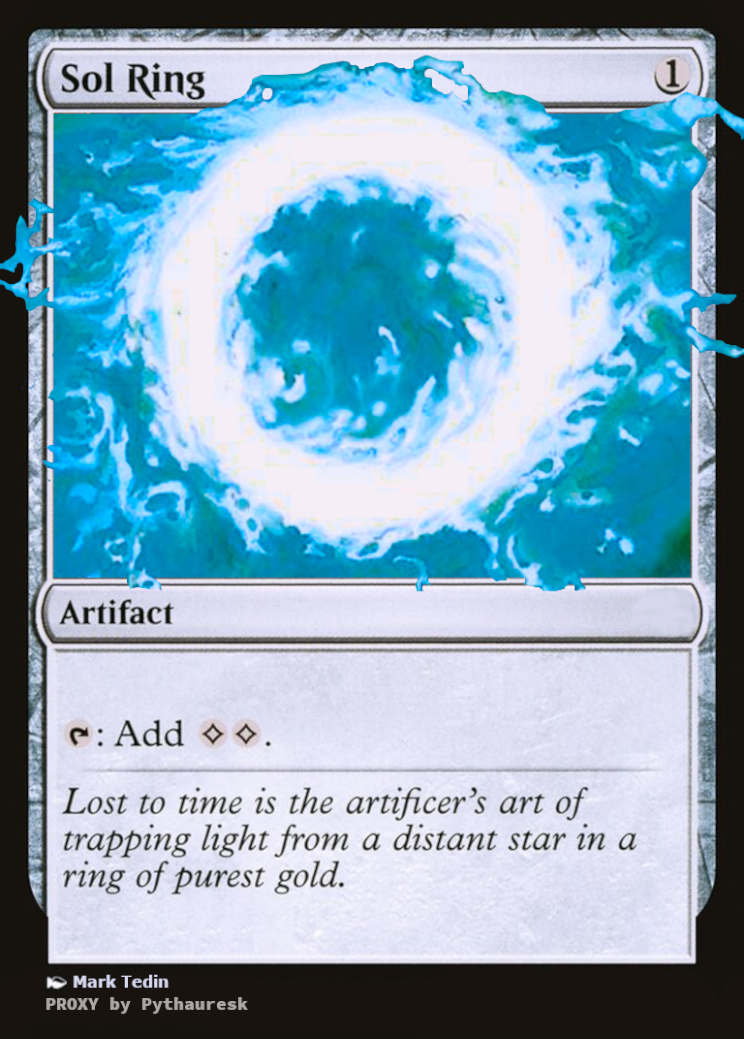 Sol Ring 1
Artifact
: Add .
Lost to time is the artificer's art of
trapping light from a distant star in a
ring of purest gold.
Mark Tedin
PROXY by Pythauresk